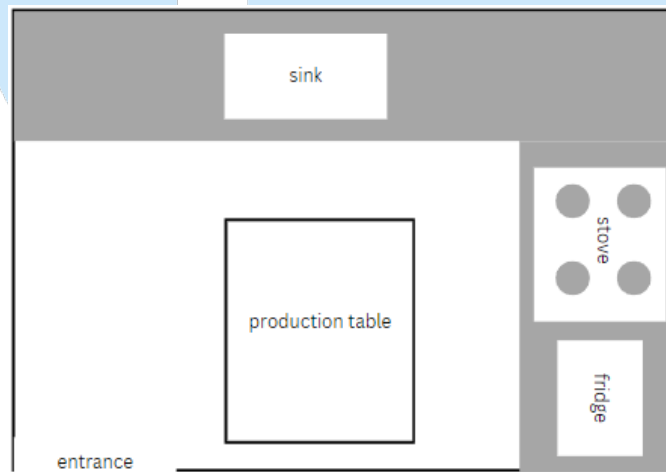 sink
stove
production table
fridge
entrance